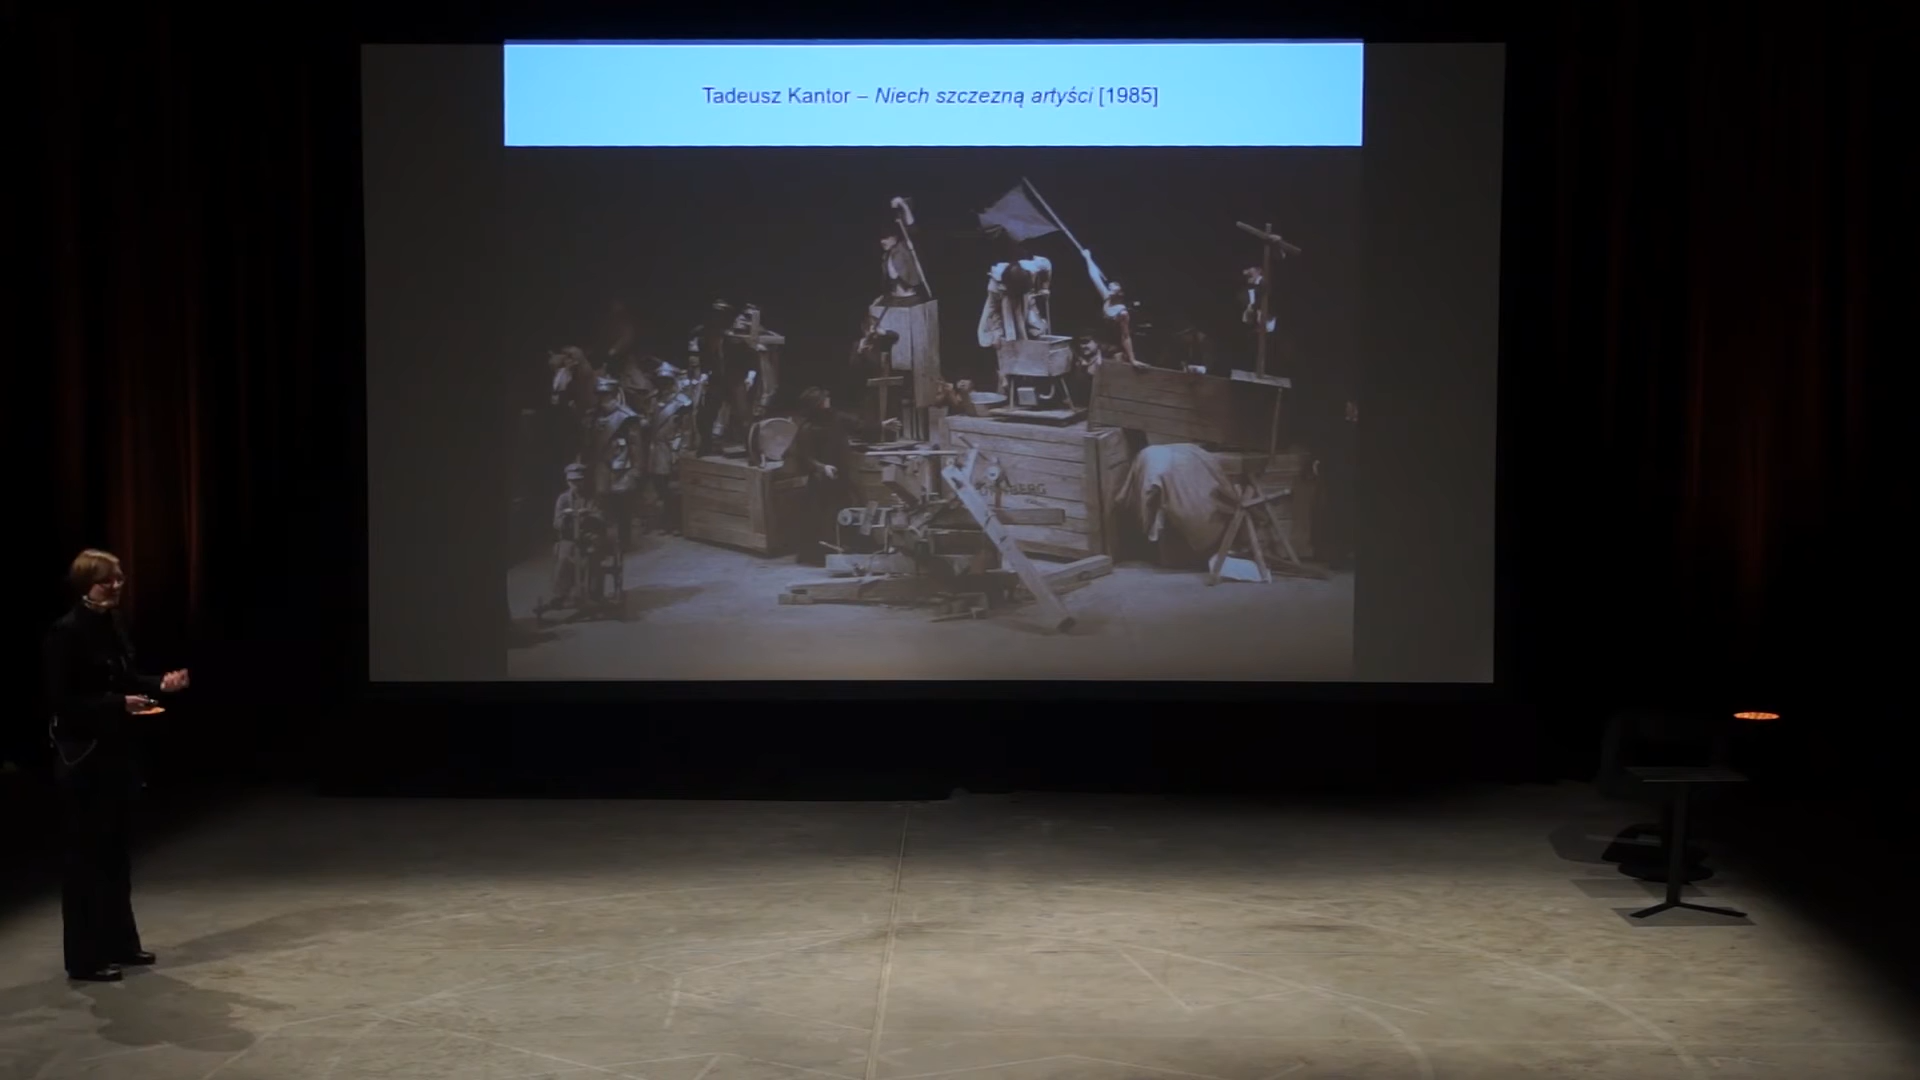 Tadeusz Kantor – Niech szczezną artyści [1985]